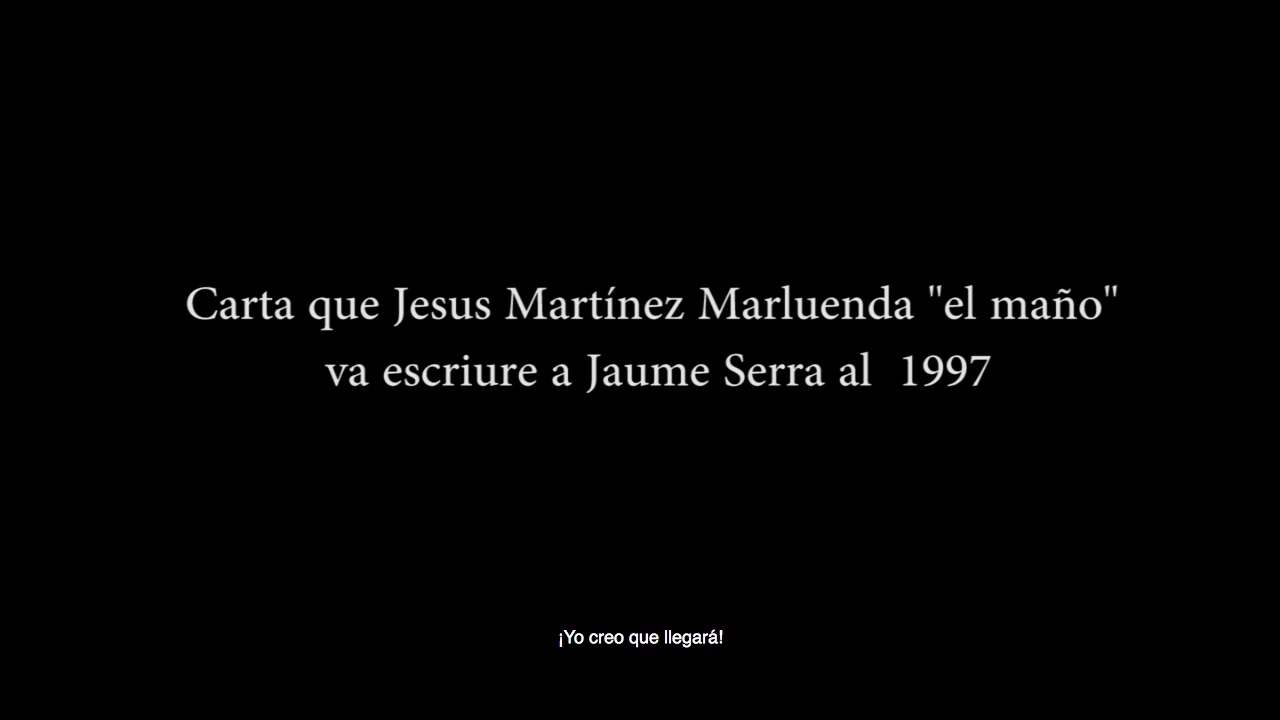 Carta que Jesus Martínez Marluenda "el maño"
va escriure a Jaume Serra al  1997
¡Yo creo que llegará!